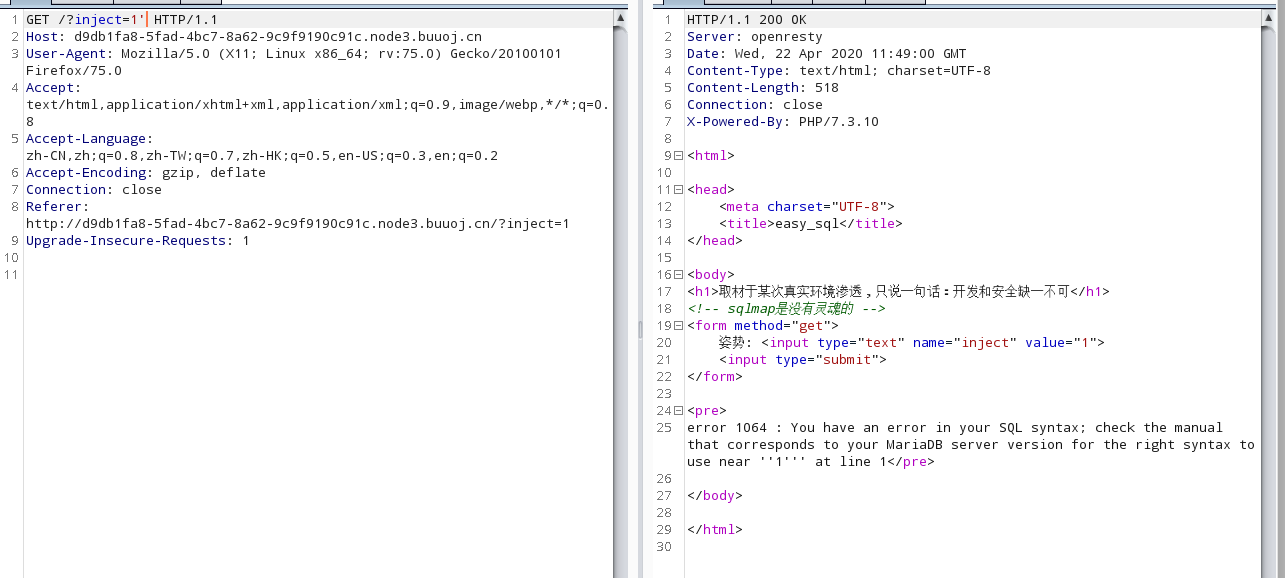 1 GET /?inject=1' HTTP/1.1
2 Host: d9db1fa8-5fad-4bc7-8a62-9c9f9190c91c.node3.buuoj.cn
3 User-Agent: Mozilla/5.0 (X11; Linux x86_64; rv:75.0) Gecko/20100101
Firefox/75.0
4 Accept:
text/html,application/xhtml+xml,application/xml;q=0.9,image/webp,*/*;q=0.
8
5 Accept-Language:
zh-CN,zh;q=0.8,zh-TW;q=0.7,zh-HK;q=0.5,en-US;q=0.3,en;q=0.2
6 Accept-Encoding: gzip, deflate
7 Connection: close
8 Referer:
http://d9db1fa8-5fad-4bc7-8a62-9c9f9190c91c.node3.buuoj.cn/?inject=1
9 Upgrade-Insecure-Requests: 1
10
11
1 HTTP/1.1 200 OK
2 Server: openresty
3 Date: Wed, 22 Apr 2020 11:49:00 GMT
4 Content-Type: text/html; charset=UTF-8
5 Content-Length: 518
6 Connection: close
7 X-Powered-By: PHP/7.3.10
8
9 <html>
10
11 <head>
12 <meta charset="UTF-8">
13 <title>easy_sql</title>
14 </head>
15
16 <body>
17 <h1>取材于某次真实环境渗透，只说一句话：开发和安全缺一不可</h1>
18 <!-- sqlmap是没有灵魂的 -->
19 <form method="get">
20 姿势: <input type="text" name="inject" value="1">
21 <input type="submit">
22 </form>
23
24 <pre>
25 error 1064 : You have an error in your SQL syntax; check the manual
that corresponds to your MariaDB server version for the right syntax to
use near ''1''' at line 1</pre>
26
27 </body>
28
29 </html>
30